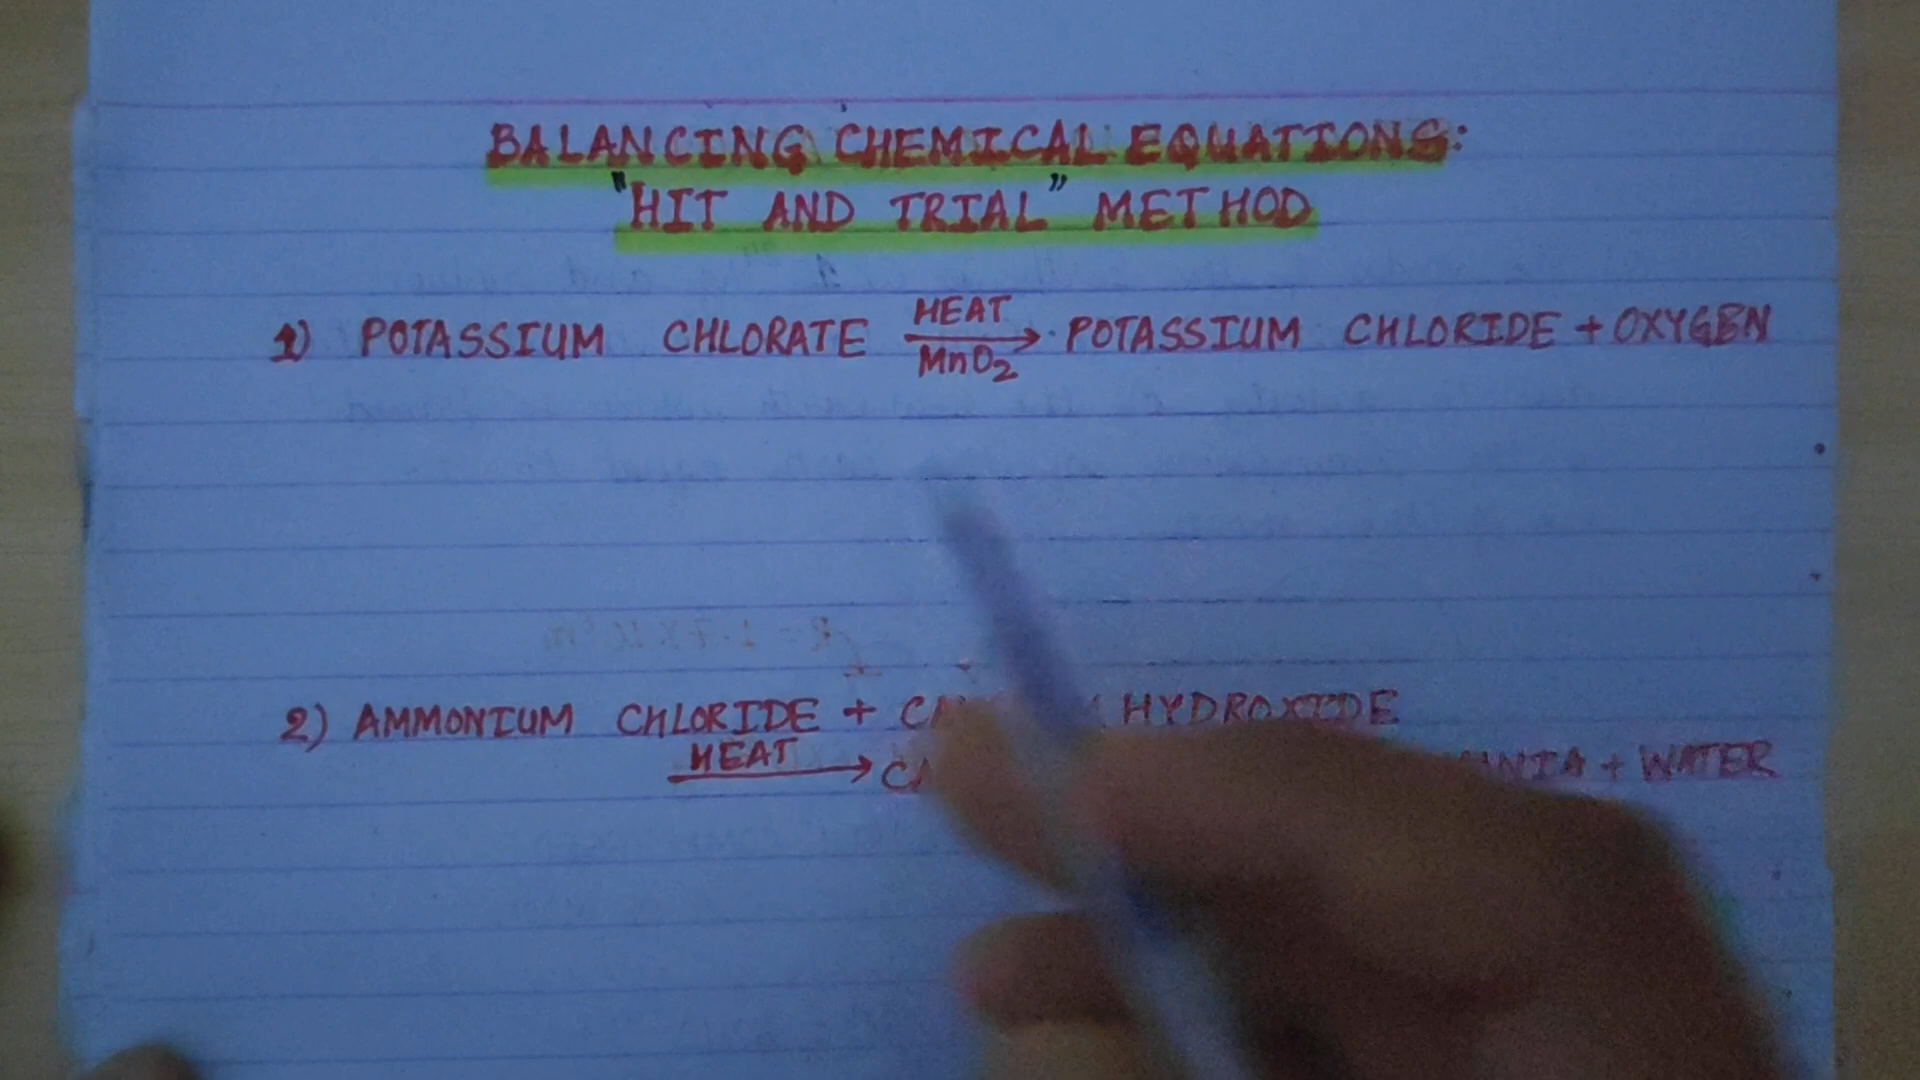 BALANCING CHEMICAL EQUATIONS:
"HIT AND TRIAL" METHOD
1) POTASSIUM CHLORATE HEAT MnO2 → POTASSIUM CHLORIDE + OXYGEN
2) AMMONIUM CHLORIDE + HYDROXIDE
HEAT → + WATER